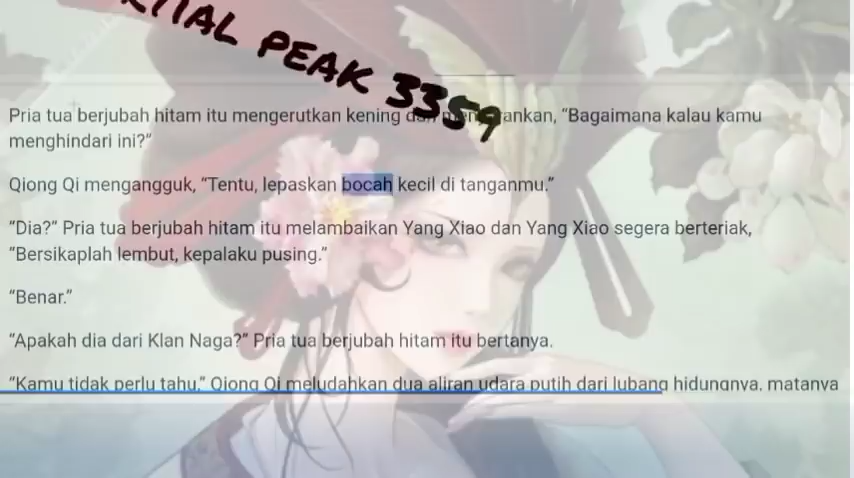 PEAK 3359
Pria tua berjubah hitam itu mengerutkan kening “Bagaimana kalau kamu
menghindari ini?”
Qiong Qi mengangguk, “Tentu, lepaskan bocah kecil di tanganmu.”
“Dia?” Pria tua berjubah hitam itu melambaikan Yang Xiao dan Yang Xiao segera berteriak,
“Bersikaplah lembut, kepalaku pusing.”
“Benar.”
“Apakah dia dari Klan Naga?” Pria tua berjubah hitam itu bertanya.
“Kamu tidak perlu tahu,” Qiong Qi meludahkan dua aliran udara putih dari lubang hidungnya, matanya